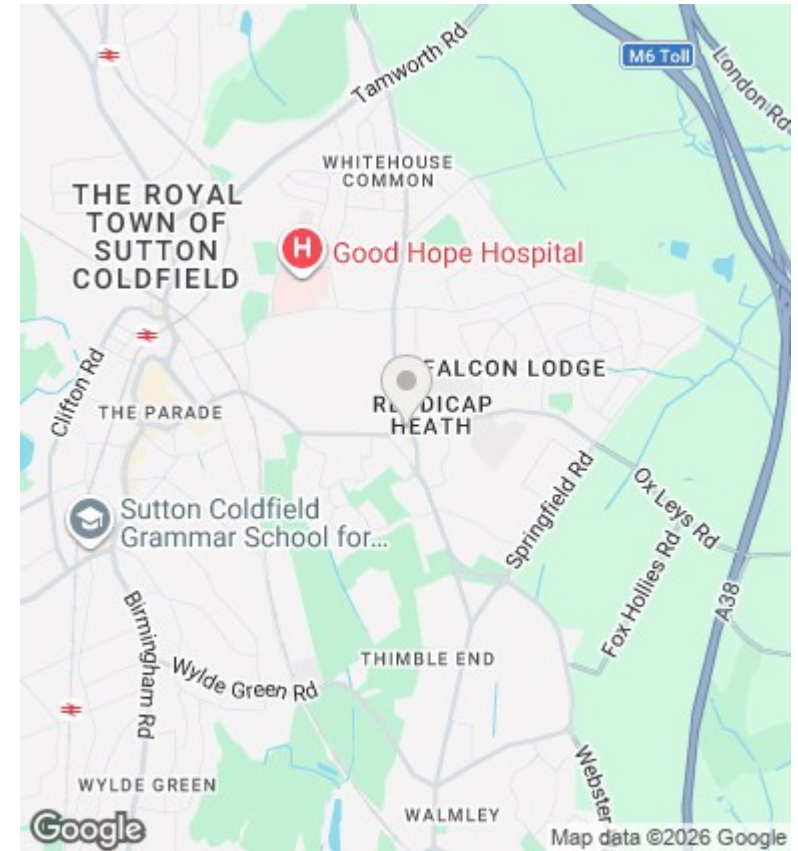 M6 Toll
London Rd
Tamworth Rd
WHITEHOUSE
COMMON
THE ROYAL
TOWN OF
SUTTON
COLDFIELD
H
Good Hope Hospital
Clifton Rd
FALCON LODGE
THE PARADE
HEATH
Springfield Rd
Ox Leys Rd
Sutton Coldfield
Grammar School for...
Fox Hollies Rd
A38
Birmingham Rd
THIMBLE END
Wylde Green Rd
Webster
WYLDE GREEN
WALMLEY
Google
Map data ©2026 Google